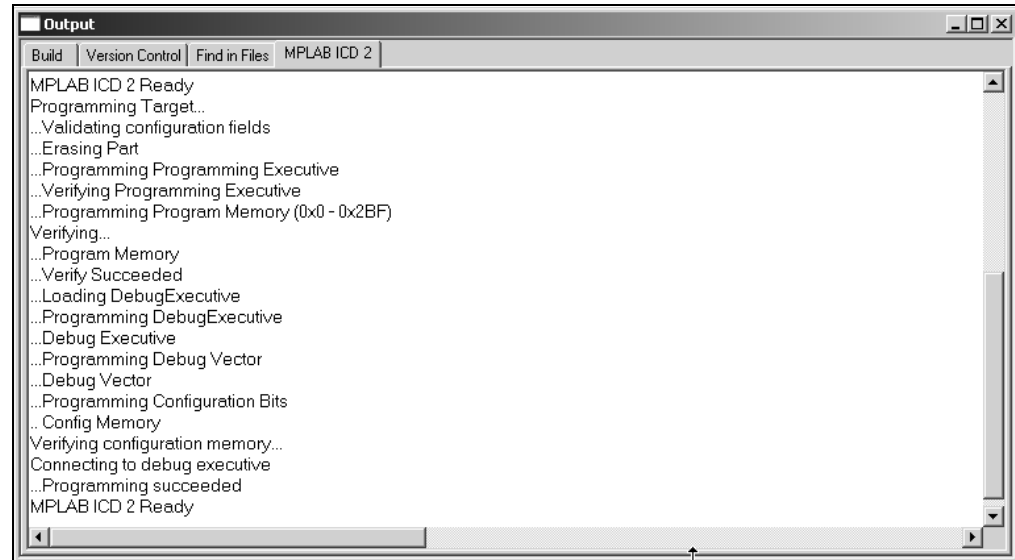 Output
Build Version Control Find in Files MPLAB ICD 2
MPLAB ICD 2 Ready
Programming Target...
...Validating configuration fields
...Erasing Part
...Programming Programming Executive
...Verifying Programming Executive
...Programming Program Memory (0x0 - 0x2BF)
Verifying...
...Program Memory
...Verify Succeeded
...Loading DebugExecutive
...Programming DebugExecutive
...Debug Executive
...Programming Debug Vector
...Debug Vector
...Programming Configuration Bits
.. Config Memory
Verifying configuration memory...
Connecting to debug executive
...Programming succeeded
MPLAB ICD 2 Ready